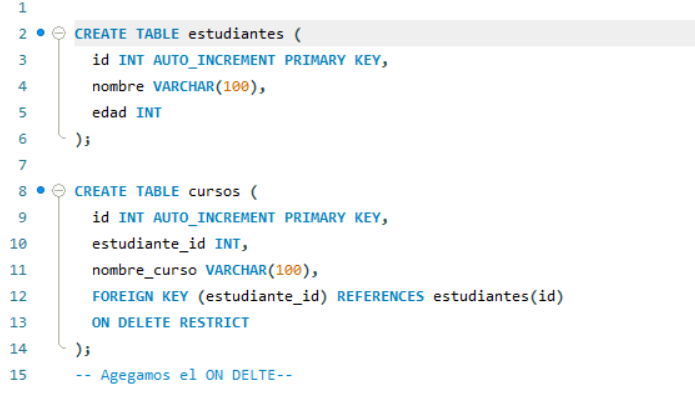 1
2 CREATE TABLE estudiantes (
3 id INT AUTO_INCREMENT PRIMARY KEY,
4 nombre VARCHAR(100),
5 edad INT
6 );
7
8 CREATE TABLE cursos (
9 id INT AUTO_INCREMENT PRIMARY KEY,
10 estudiante_id INT,
11 nombre_curso VARCHAR(100),
12 FOREIGN KEY (estudiante_id) REFERENCES estudiantes(id)
13 ON DELETE RESTRICT
14 );
15 -- Agegamos el ON DELTE--